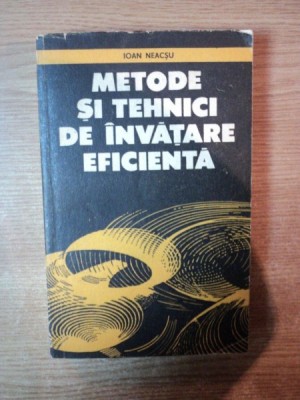 IOAN NEACȘU
METODE
ȘI TEHNICI
DE ÎNVĂȚARE
EFICIENTĂ